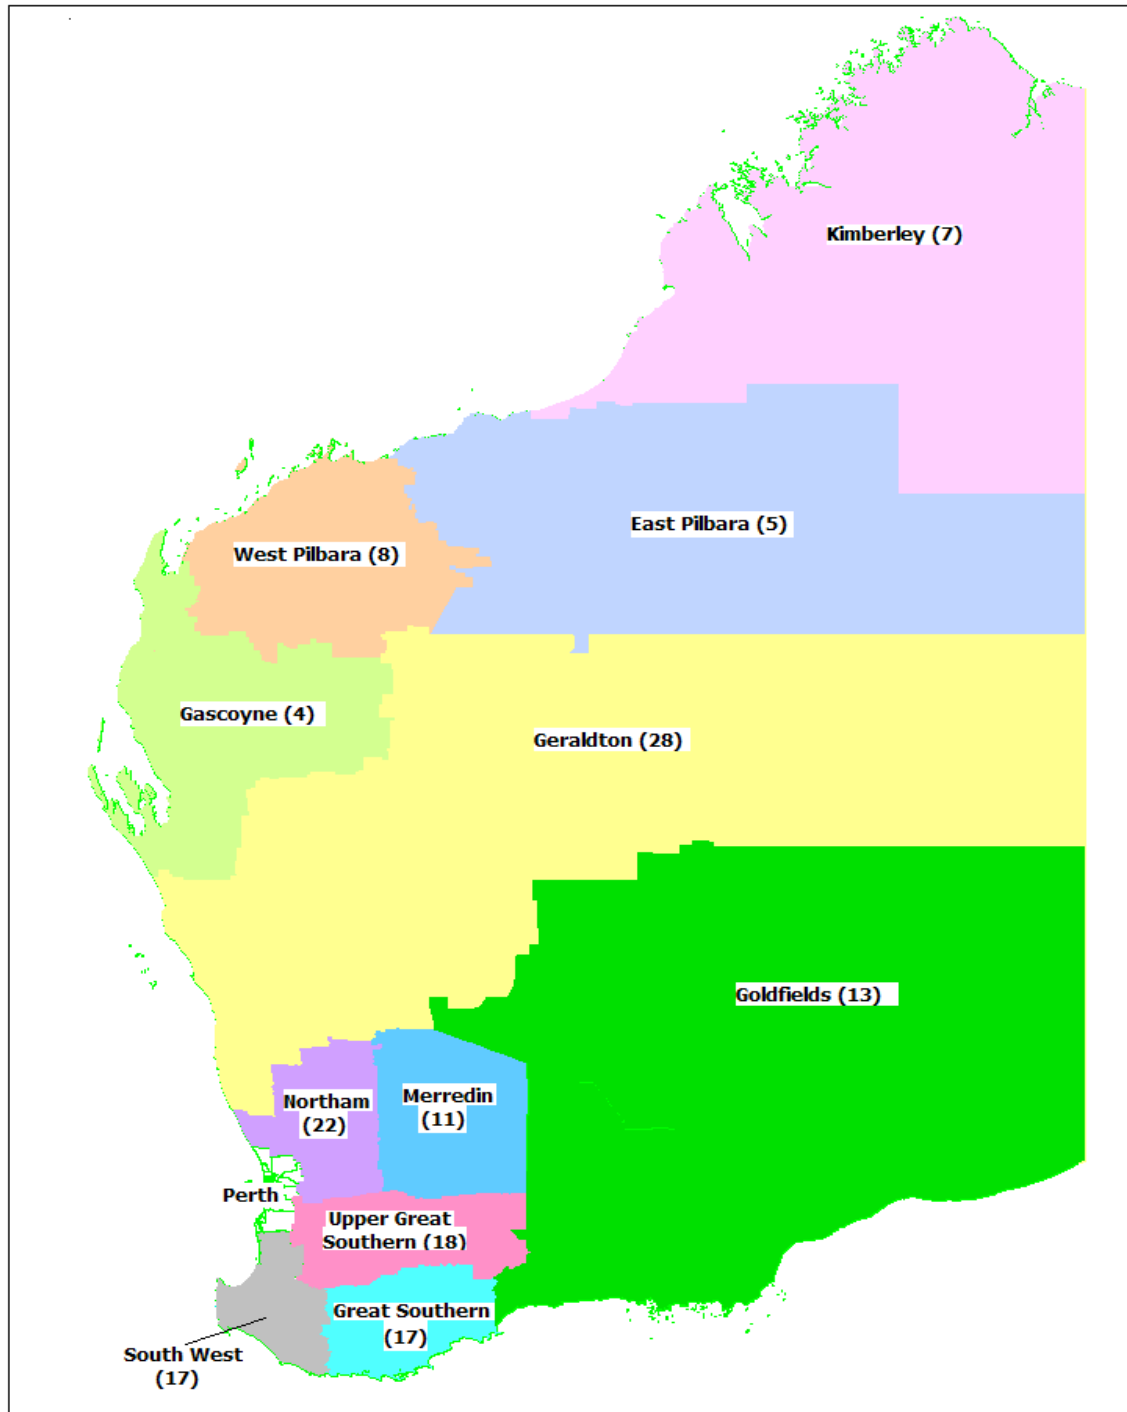 Kimberley (7)
East Pilbara (5)
West Pilbara (8)
Gascoyne (4)
Geraldton (28)
Goldfields (13)
Northam
(22)
Merredin
(11)
Perth
Upper Great
Southern (18)
Great Southern
(17)
South West
(17)